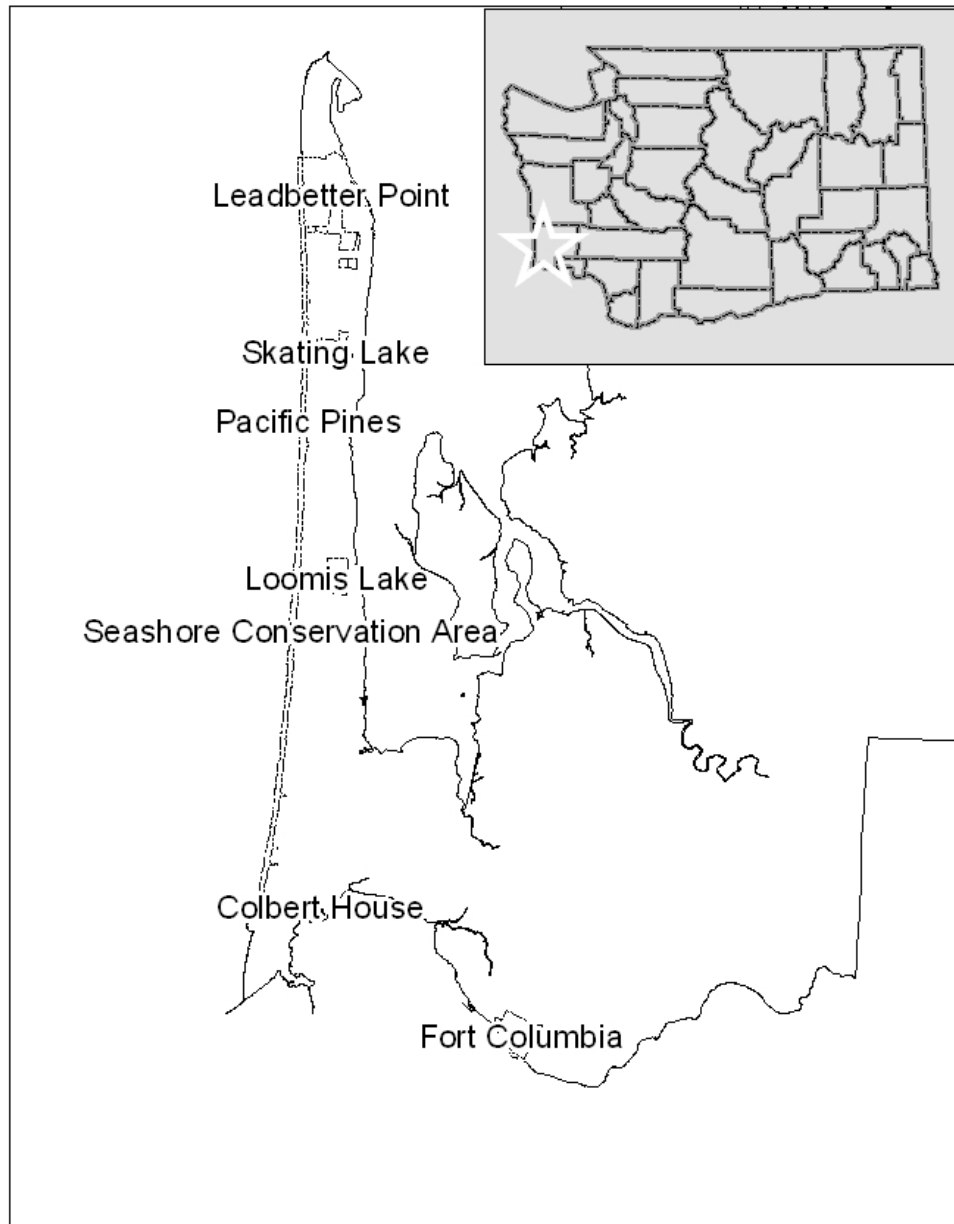 Leadbetter Point
Skating Lake
Pacific Pines
Loomis Lake
Seashore Conservation Area
Colbert House
Fort Columbia